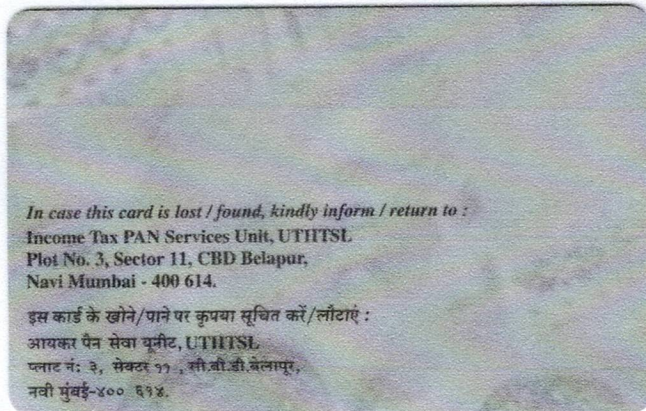 In case this card is lost / found, kindly inform / return to :
Income Tax PAN Services Unit, UTIITSL
Plot No. 3, Sector 11, CBD Belapur,
Navi Mumbai - 400 614.
इस कार्ड के खोने/पाने पर कृपया सूचित करें/लौटाएं :
आयकर पैन सेवा यूनीट, UTIITSL
प्लाट नं: ३, सेक्टर ११ , सी.बी.डी.बेलापूर,
नवी मुंबई-४०० ६१४.